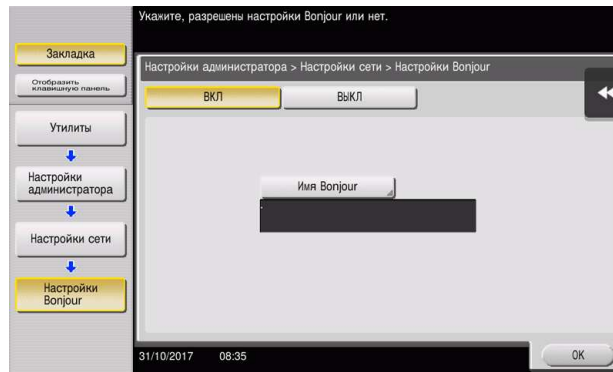 Укажите, разрешены настройки Bonjour или нет.
Закладка
Отобразить
клавишную панель
Утилиты
Настройки
администратора
Настройки сети
Настройки
Bonjour
Настройки администратора > Настройки сети > Настройки Bonjour
ВКЛ
ВЫКЛ
Имя Bonjour
31/10/2017 08:35
OK